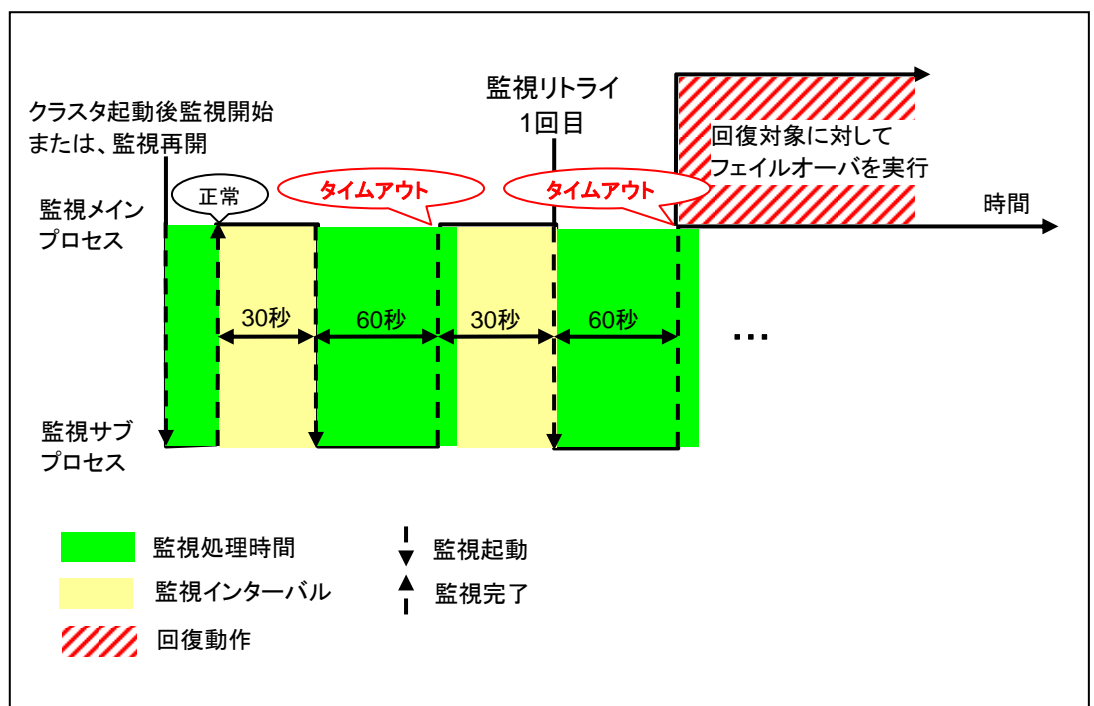 クラスタ起動後監視開始
または、監視再開
監視リトライ
1回目
回復対象に対して
フェイルオーバを実行
正常
タイムアウト
タイムアウト
時間
監視メイン
プロセス
30秒
60秒
30秒
60秒
…
監視サブ
プロセス
監視処理時間
監視起動
監視インターバル
監視完了
回復動作